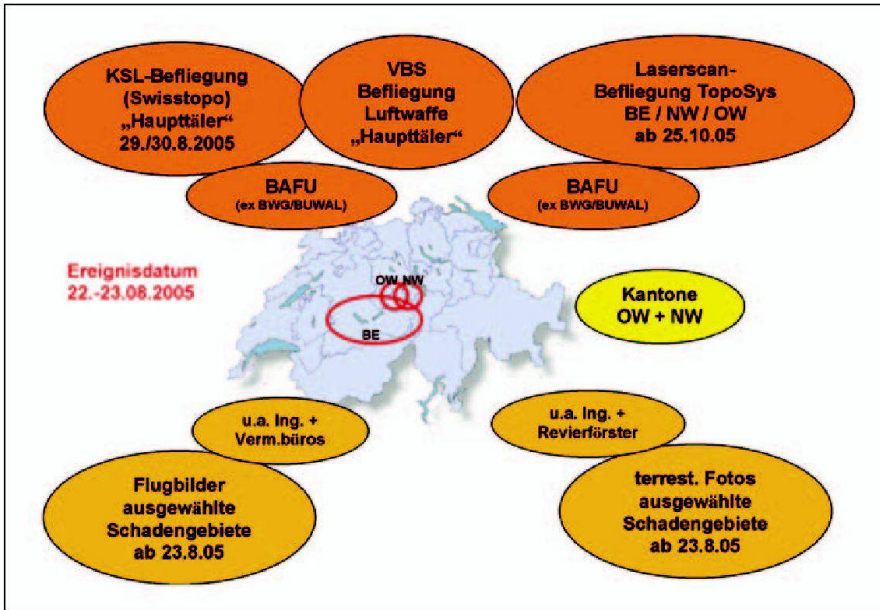 KSL-Befliegung
(Swisstopo)
„Haupttäler“
29./30.8.2005
VBS
Befliegung
Luftwaffe
„Haupttäler“
Laserscan-
Befliegung TopoSys
BE / NW / OW
ab 25.10.05
BAFU
(ex BWG/BUWAL)
BAFU
(ex BWG/BUWAL)
Ereignisdatum
22.-23.08.2005
OW NW
BE
Kantone
OW + NW
u.a. Ing. +
Verm.büros
u.a. Ing. +
Revierförster
Flugbilder
ausgewählte
Schadengebiete
ab 23.8.05
terrest. Fotos
ausgewählte
Schadengebiete
ab 23.8.05